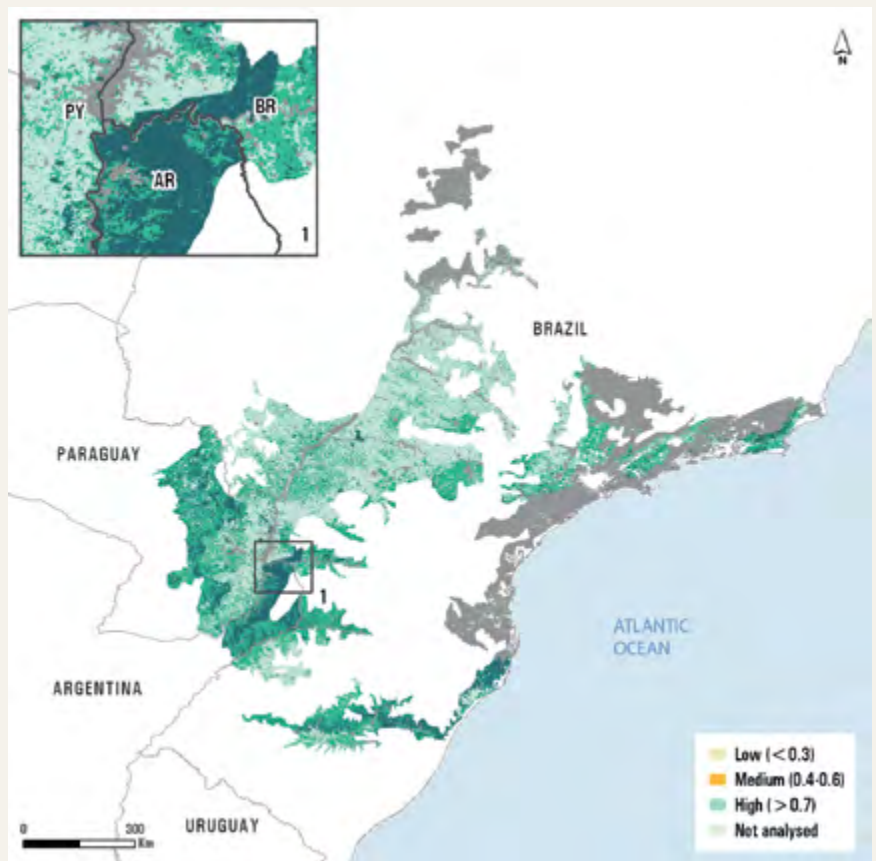 PY
BR
AR
1
N
BRAZIL
PARAGUAY
1
ATLANTIC
OCEAN
ARGENTINA
Low (<0.3)
Medium (0.4-0.6)
High (>0.7)
Not analysed
0 300
Km
URUGUAY